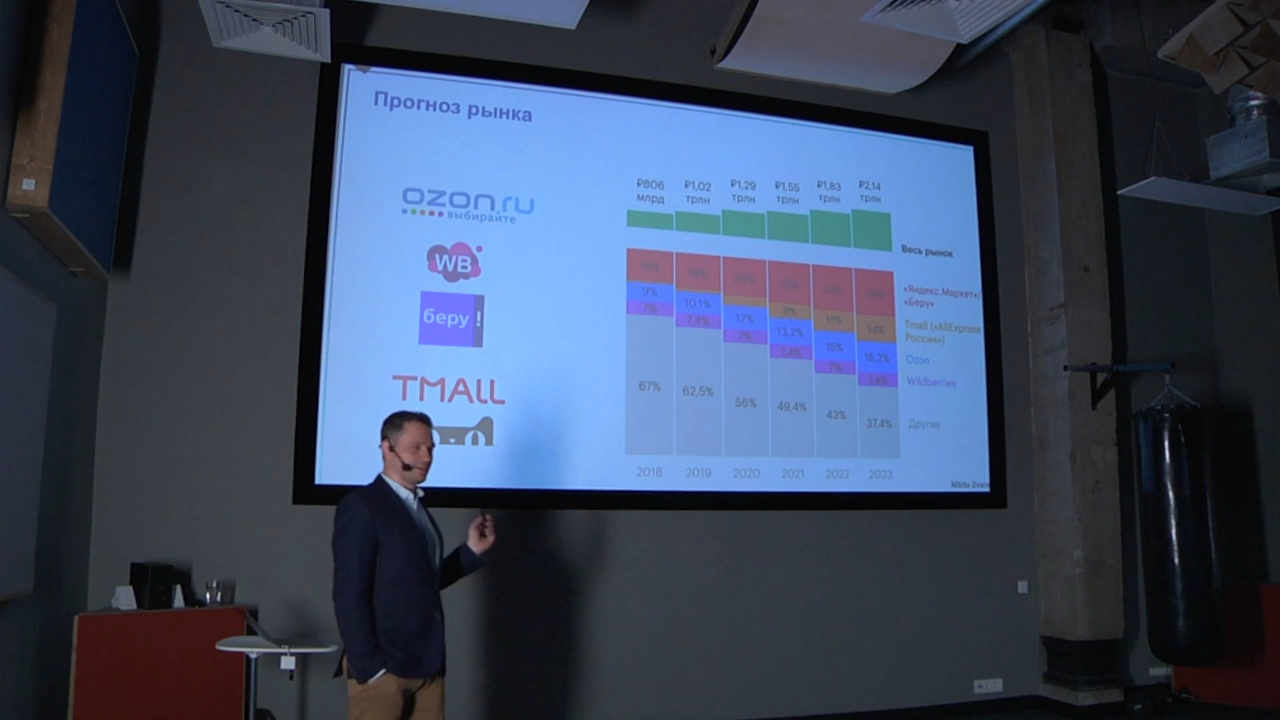 Прогноз рынка
ozon.ru
выбирайте
WB
беру !
TMALL
₽806 ₽1,02 ₽1,29 ₽1,55 ₽1,83 ₽2,14
млрд трлн трлн трлн трлн трлн
Весь рынок
«Яндекс.Маркет»/
«Беру»
8% 11% 14%
Tmall («AliExpress
Россия»)
9% 10,1% 12% 13,2% 15% 18,2%
Ozon
7% 7,4% 7% 7,4% 7% 7,4%
Wildberries
67% 62,5% 56% 49,4% 43% 37,4%
Другие
2018 2019 2020 2021 2022 2023
Nikita